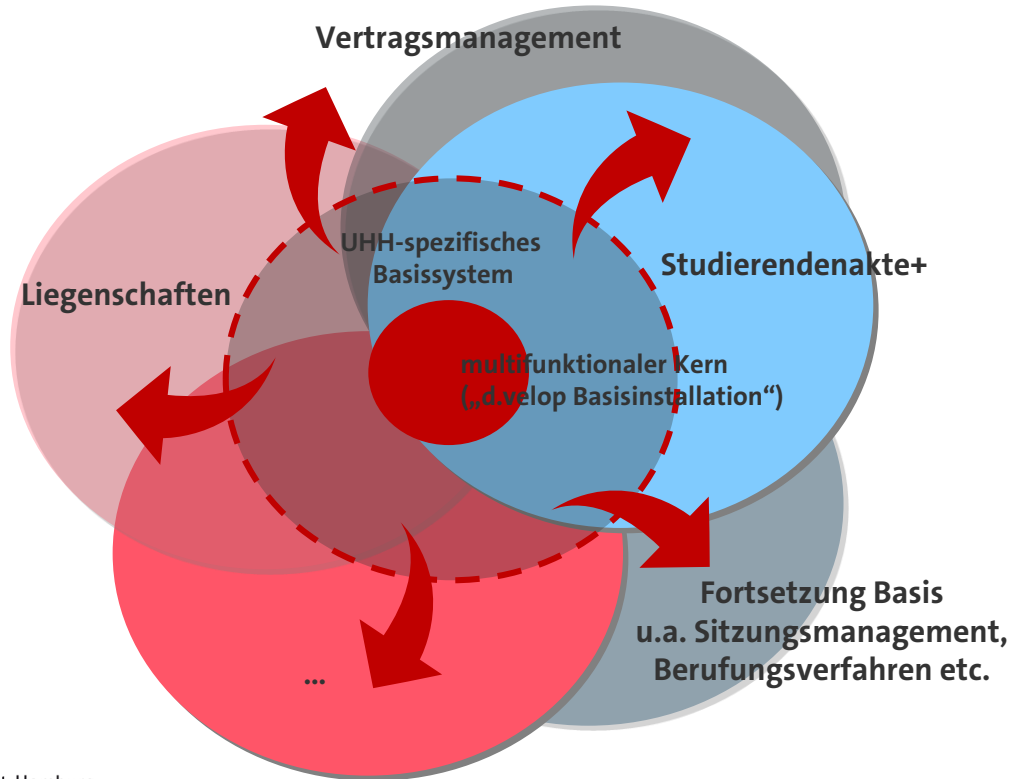 Vertragsmanagement
UHH-spezifisches
Basissystem
Studierendenakte+
Liegenschaften
multifunktionaler Kern
(„d.velop Basisinstallation“)
Fortsetzung Basis
u.a. Sitzungsmanagement,
Berufungsverfahren etc.
...